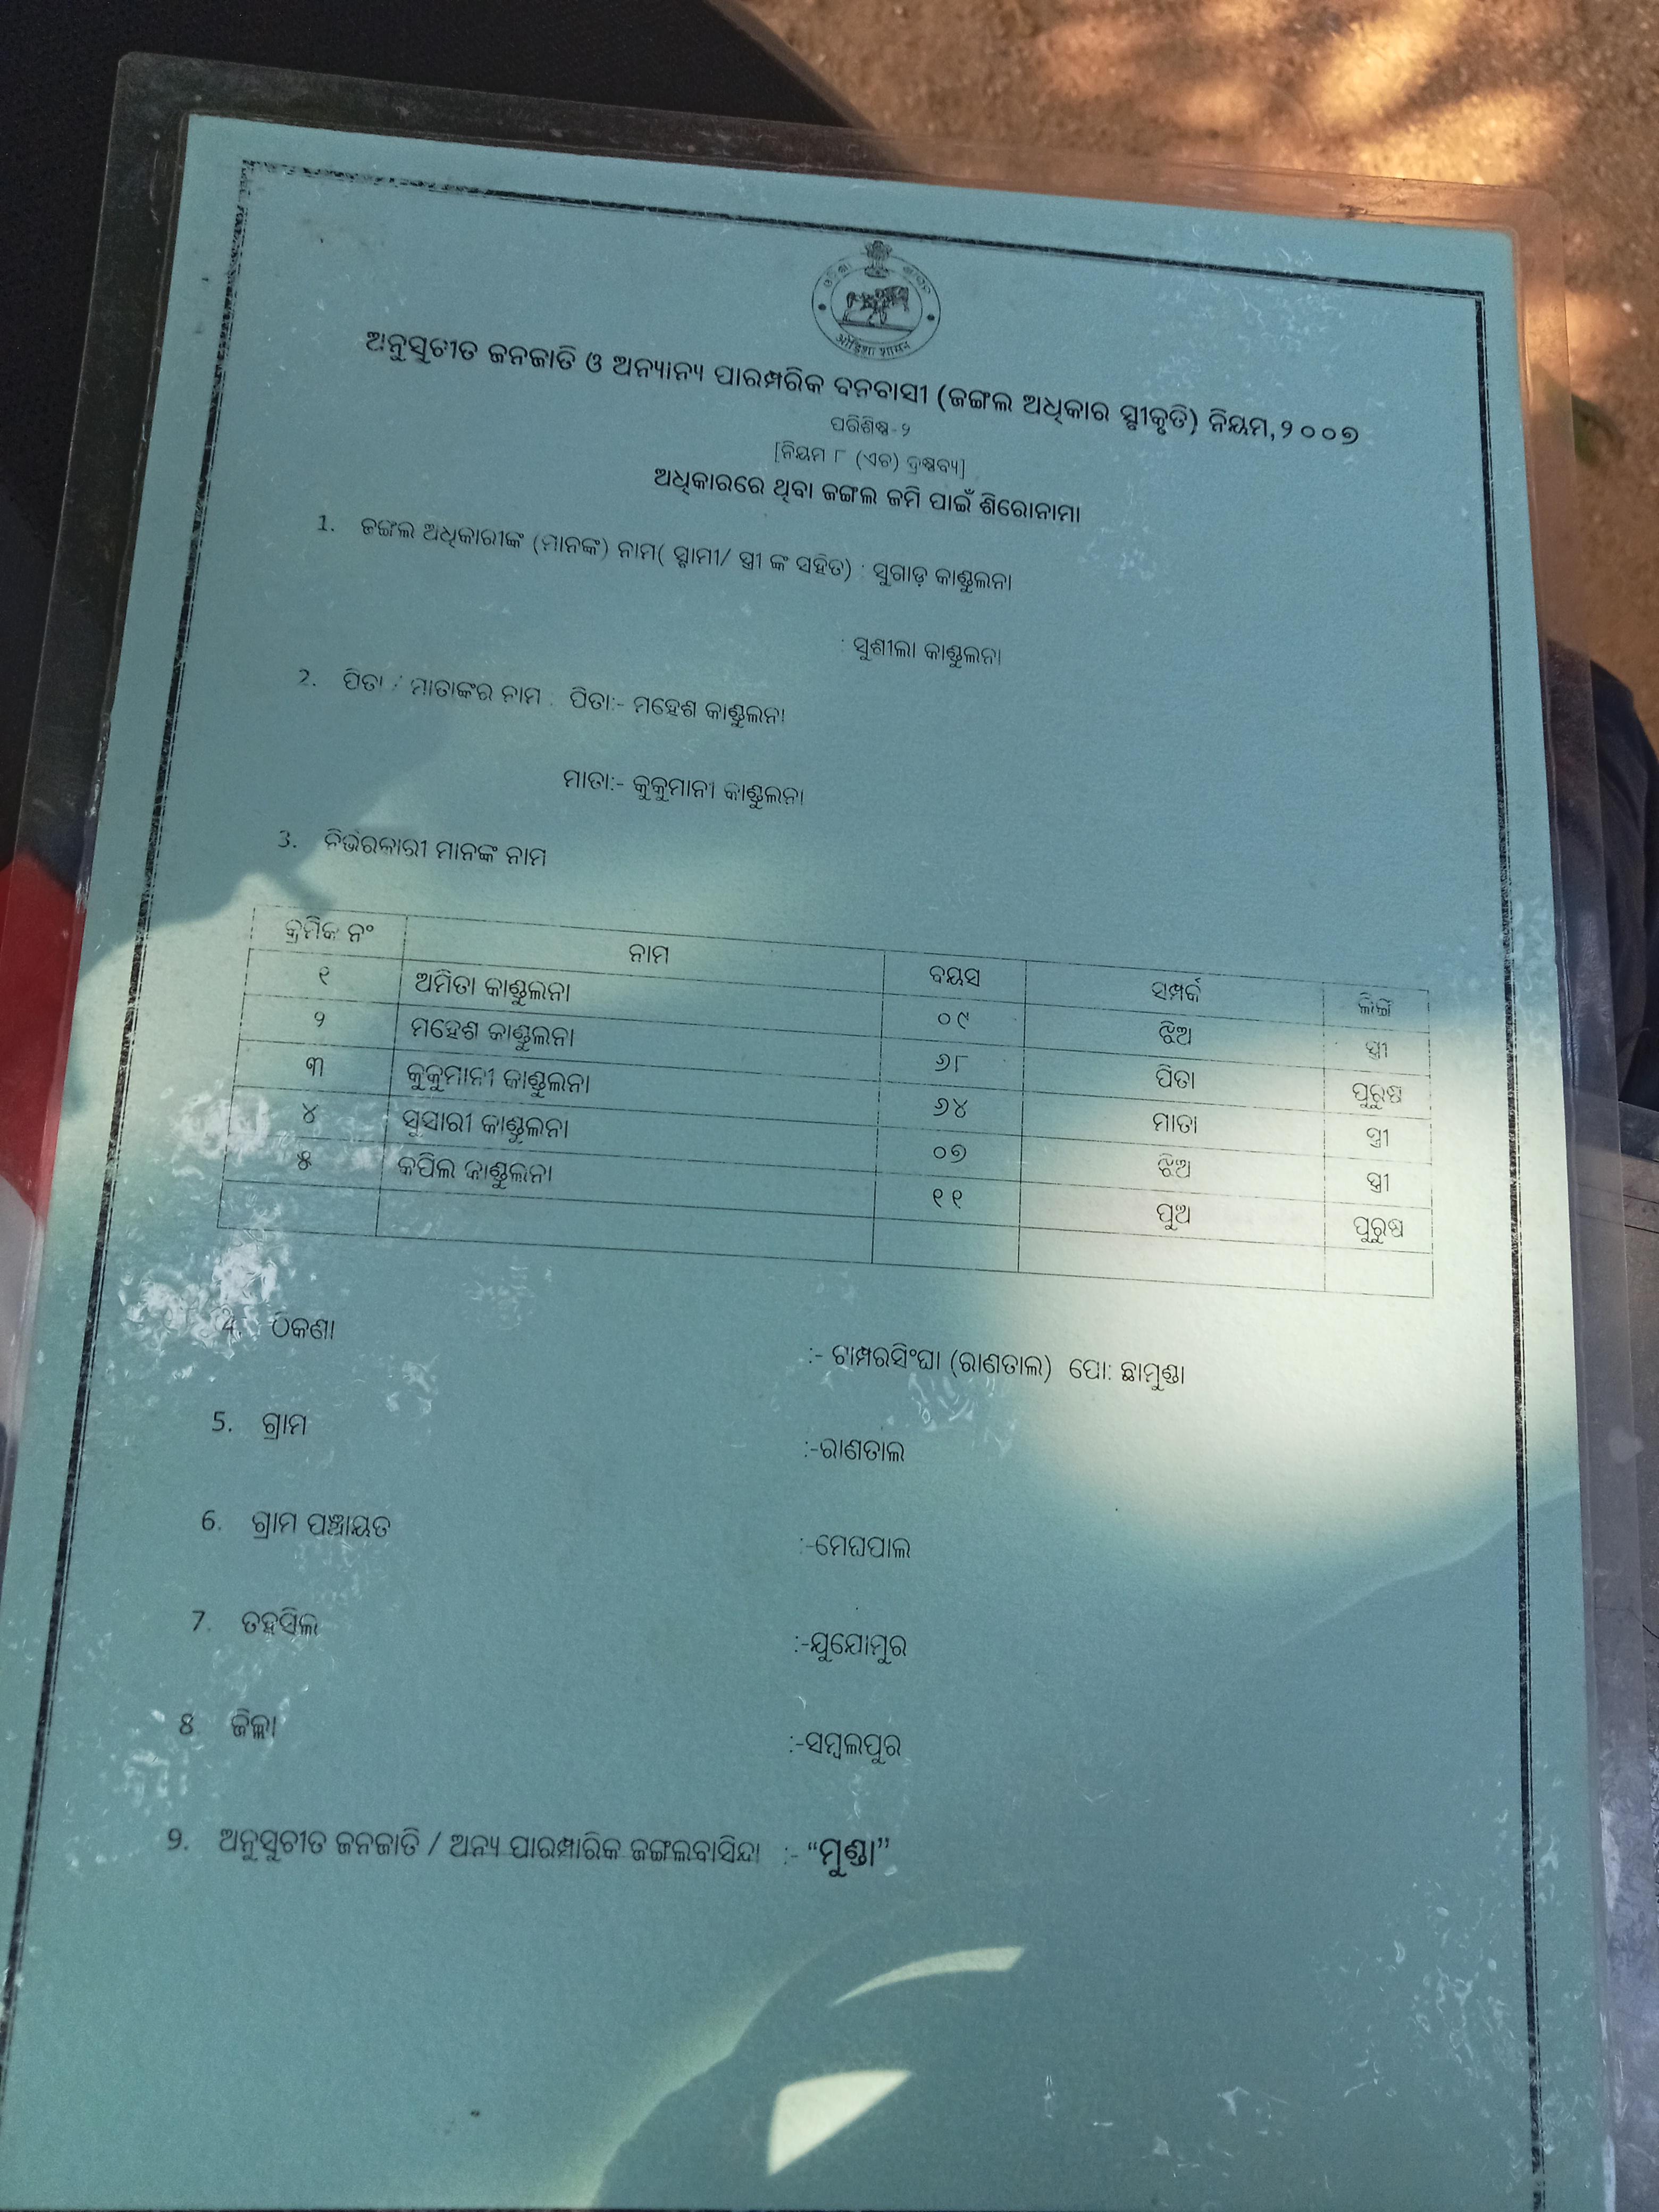 ଓଡ଼ିଶା ଶାସନ
ओड़िशा शासन
ଅନୁସୁଚୀତ ଜନଜାତି ଓ ଅନ୍ୟାନ୍ୟ ପାରମ୍ପରିକ ବନବାସୀ (ଜଙ୍ଗଲ ଅଧିକାର ସ୍ୱୀକୃତି) ନିୟମ,୨୦୦୭
ପରିଶିଷ୍ଟ-୨
[ନିୟମ ୮ (ଏଚ) ଦ୍ରଷ୍ଟବ୍ୟ]
ଅଧିକାରରେ ଥିବା ଜଙ୍ଗଲ ଜମି ପାଇଁ ଶିରୋନାମା
1. ଜଙ୍ଗଲ ଅଧିକାରୀଙ୍କ (ମାନଙ୍କ) ନାମ( ସ୍ୱାମୀ/ ସ୍ତ୍ରୀ ଙ୍କ ସହିତ) : ସୁଗାଡ଼ କାଣ୍ଡୁଲନା
: ସୁଶୀଲା କାଣ୍ଡୁଲନା
2. ପିତା / ମାତାଙ୍କର ନାମ : ପିତା:- ମହେଶ କାଣ୍ଡୁଲନା
ମାତା:- କୁକୁମାନୀ କାଣ୍ଡୁଲନା
3. ନିର୍ଭରକାରୀ ମାନଙ୍କ ନାମ
କ୍ରମିକ ନଂ ନାମ ବୟସ ସମ୍ପର୍କ ଲିଙ୍ଗ
୧ ଅମିତା କାଣ୍ଡୁଲନା ୦୯ ଝିଅ ସ୍ତ୍ରୀ
୨ ମହେଶ କାଣ୍ଡୁଲନା ୬୮ ପିତା ପୁରୁଷ
୩ କୁକୁମାନୀ କାଣ୍ଡୁଲନା ୬୪ ମାତା ସ୍ତ୍ରୀ
୪ ସୁସାରୀ କାଣ୍ଡୁଲନା ୦୭ ଝିଅ ସ୍ତ୍ରୀ
୫ କପିଲ କାଣ୍ଡୁଲନା ୧୧ ପୁଅ ପୁରୁଷ
4. ଠିକଣା :- ଟାମ୍ପରସିଂଘା (ରାଣତାଲ) ପୋ: ଛାମୁଣ୍ଡା
5. ଗ୍ରାମ :-ରାଣତାଲ
6. ଗ୍ରାମ ପଞ୍ଚାୟତ :-ମେଘପାଲ
7. ତହସିଲ :-ଯୁଯୋମୁର
8. ଜିଲ୍ଲା :-ସମ୍ବଲପୁର
9. ଅନୁସୁଚୀତ ଜନଜାତି / ଅନ୍ୟ ପାରମ୍ପାରିକ ଜଙ୍ଗଲବାସିନ୍ଦା :- “ମୁଣ୍ଡା”